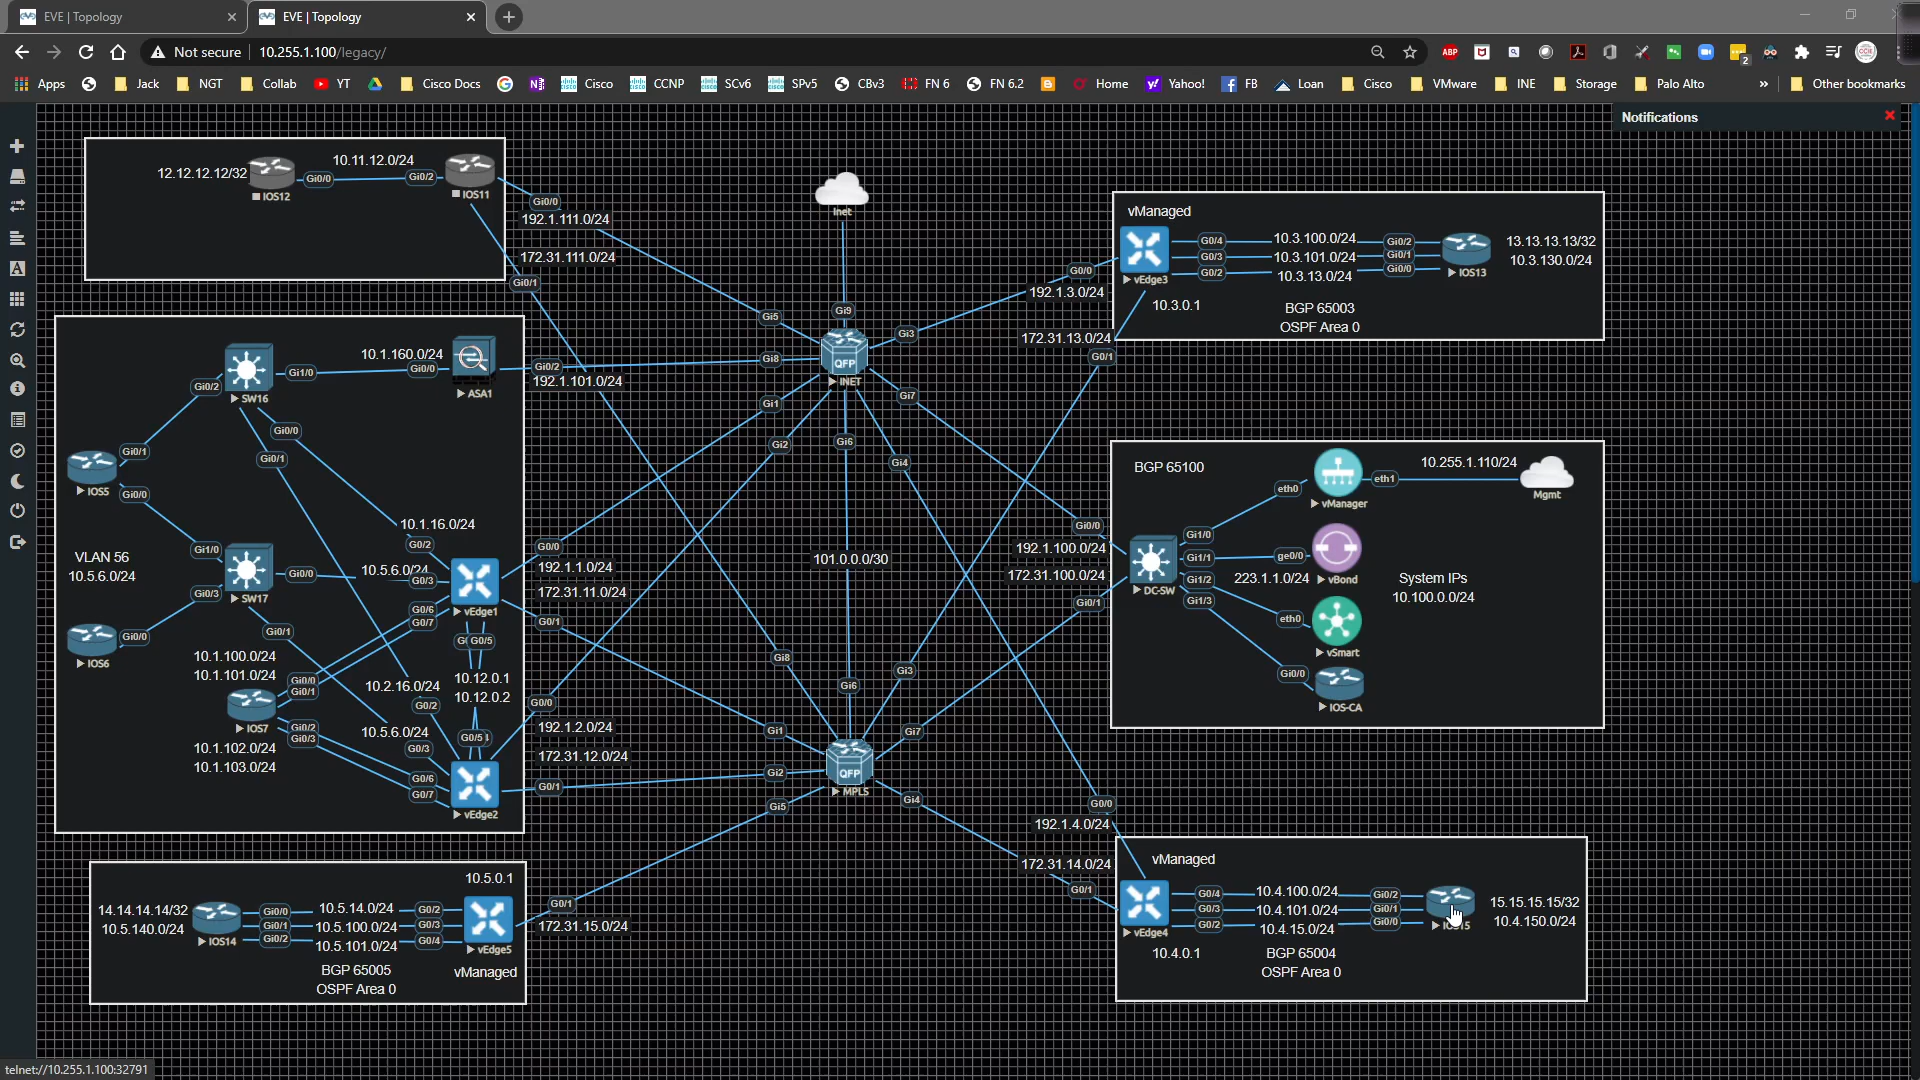 EVE | Topology
EVE | Topology
Not secure 10.255.1.100/legacy/
ABP
2
Apps Jack NGT Collab YT Cisco Docs Cisco CCNP SCv6 SPv5 CBv3 FN 6 FN 6.2 Home Yahoo! FB Loan Cisco VMware INE Storage Palo Alto » Other bookmarks
Notifications
12.12.12.12/32
IOS12
Gi0/0
10.11.12.0/24
Gi0/2
IOS11
Gi0/0
192.1.111.0/24
172.31.111.0/24
Gi0/1
Inet
Gi9
Gi5
Gi3
Gi8
QFP
INET
Gi1
Gi7
Gi2
Gi6
Gi4
vManaged
G0/0
192.1.3.0/24
vEdge3
10.3.0.1
G0/4
G0/3
G0/2
10.3.100.0/24
10.3.101.0/24
10.3.13.0/24
Gi0/2
Gi0/1
Gi0/0
IOS13
13.13.13.13/32
10.3.130.0/24
BGP 65003
OSPF Area 0
172.31.13.0/24
G0/1
SW16
Gi0/2
Gi1/0
10.1.160.0/24
Gi0/0
ASA1
Gi0/2
192.1.101.0/24
Gi0/0
Gi0/1
Gi0/1
IOS5
Gi0/0
10.1.16.0/24
G0/2
VLAN 56
10.5.6.0/24
Gi1/0
SW17
Gi0/0
10.5.6.0/24
G0/3
vEdge1
G0/0
192.1.1.0/24
172.31.11.0/24
G0/1
Gi0/3
Gi0/1
G0/6
G0/7
G0/5
IOS6
Gi0/0
10.1.100.0/24
10.1.101.0/24
Gi0/0
Gi0/1
IOS7
Gi0/2
Gi0/3
10.1.102.0/24
10.1.103.0/24
10.2.16.0/24
G0/2
10.12.0.1
10.12.0.2
10.5.6.0/24
G0/3
G0/5
G0/6
G0/7
vEdge2
G0/0
192.1.2.0/24
172.31.12.0/24
G0/1
101.0.0.0/30
Gi8
Gi6
Gi3
Gi1
Gi7
Gi2
QFP
MPLS
Gi5
Gi4
BGP 65100
Gi0/0
192.1.100.0/24
172.31.100.0/24
Gi0/1
DC-SW
Gi1/0
Gi1/1
Gi1/2
Gi1/3
eth0
vManager
eth1
10.255.1.110/24
Mgmt
ge0/0
223.1.1.0/24
vBond
System IPs
10.100.0.0/24
eth0
vSmart
Gi0/0
IOS-CA
G0/0
192.1.4.0/24
172.31.14.0/24
G0/1
vManaged
vEdge4
10.4.0.1
G0/4
G0/3
G0/2
10.4.100.0/24
10.4.101.0/24
10.4.15.0/24
Gi0/2
Gi0/1
Gi0/0
15.15.15.15/32
10.4.150.0/24
BGP 65004
OSPF Area 0
10.5.0.1
14.14.14.14/32
10.5.140.0/24
IOS14
Gi0/0
Gi0/1
Gi0/2
10.5.14.0/24
10.5.100.0/24
10.5.101.0/24
G0/2
G0/3
G0/4
vEdge5
G0/1
172.31.15.0/24
BGP 65005
OSPF Area 0
vManaged
telnet://10.255.1.100:32791